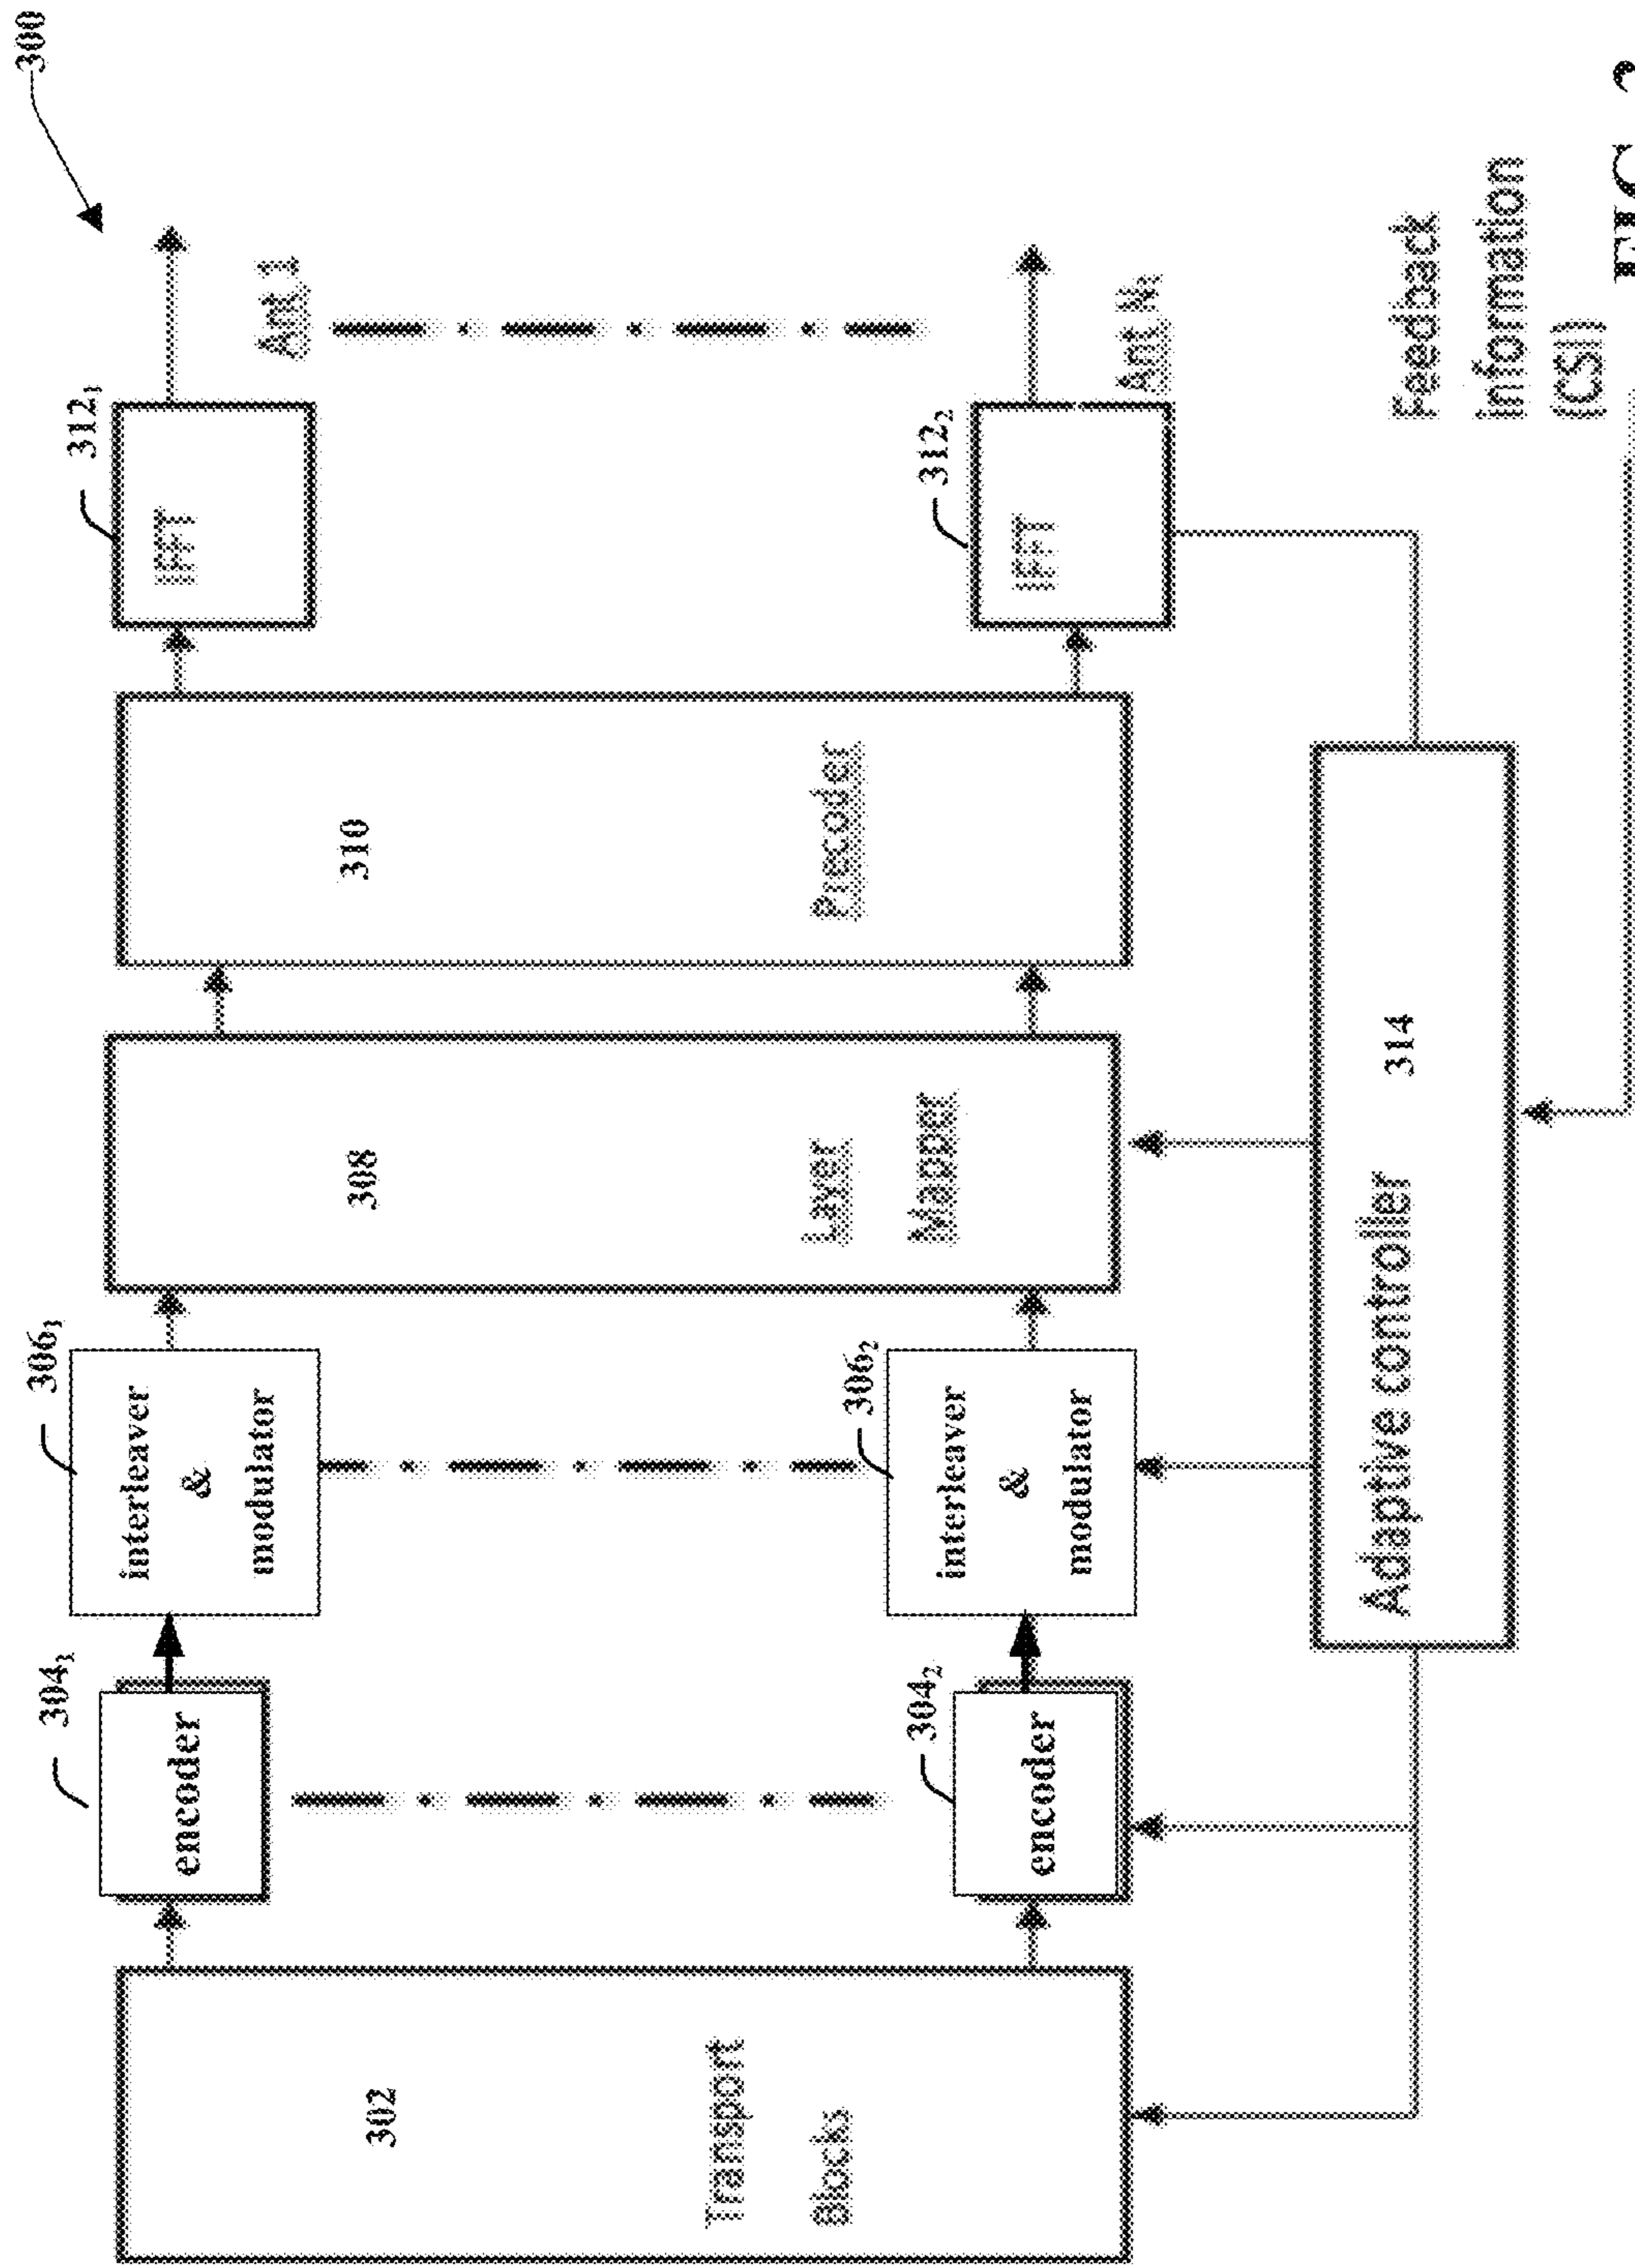 300
302
Transport
Blocks
304₁
encoder
304₂
encoder
306₁
interleaver
&
modulator
306₂
interleaver
&
modulator
308
Layer
Mapper
310
Precoder
312₁
IFFT
Ant 1
312₂
IFFT
Ant Nₜ
Adaptive controller 314
Feedback
information
(CSI)